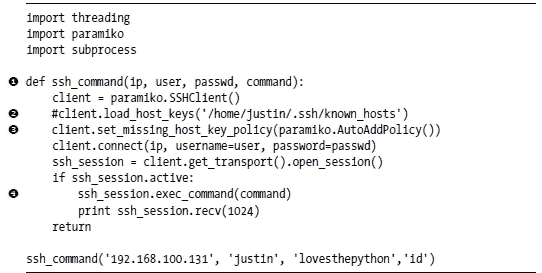 import threading
import paramiko
import subprocess
❶ def ssh_command(ip, user, passwd, command):
    client = paramiko.SSHClient()
❷     #client.load_host_keys('/home/justin/.ssh/known_hosts')
❸     client.set_missing_host_key_policy(paramiko.AutoAddPolicy())
    client.connect(ip, username=user, password=passwd)
    ssh_session = client.get_transport().open_session()
    if ssh_session.active:
❹         ssh_session.exec_command(command)
        print ssh_session.recv(1024)
    return
ssh_command('192.168.100.131', 'justin', 'lovesthepython','id')